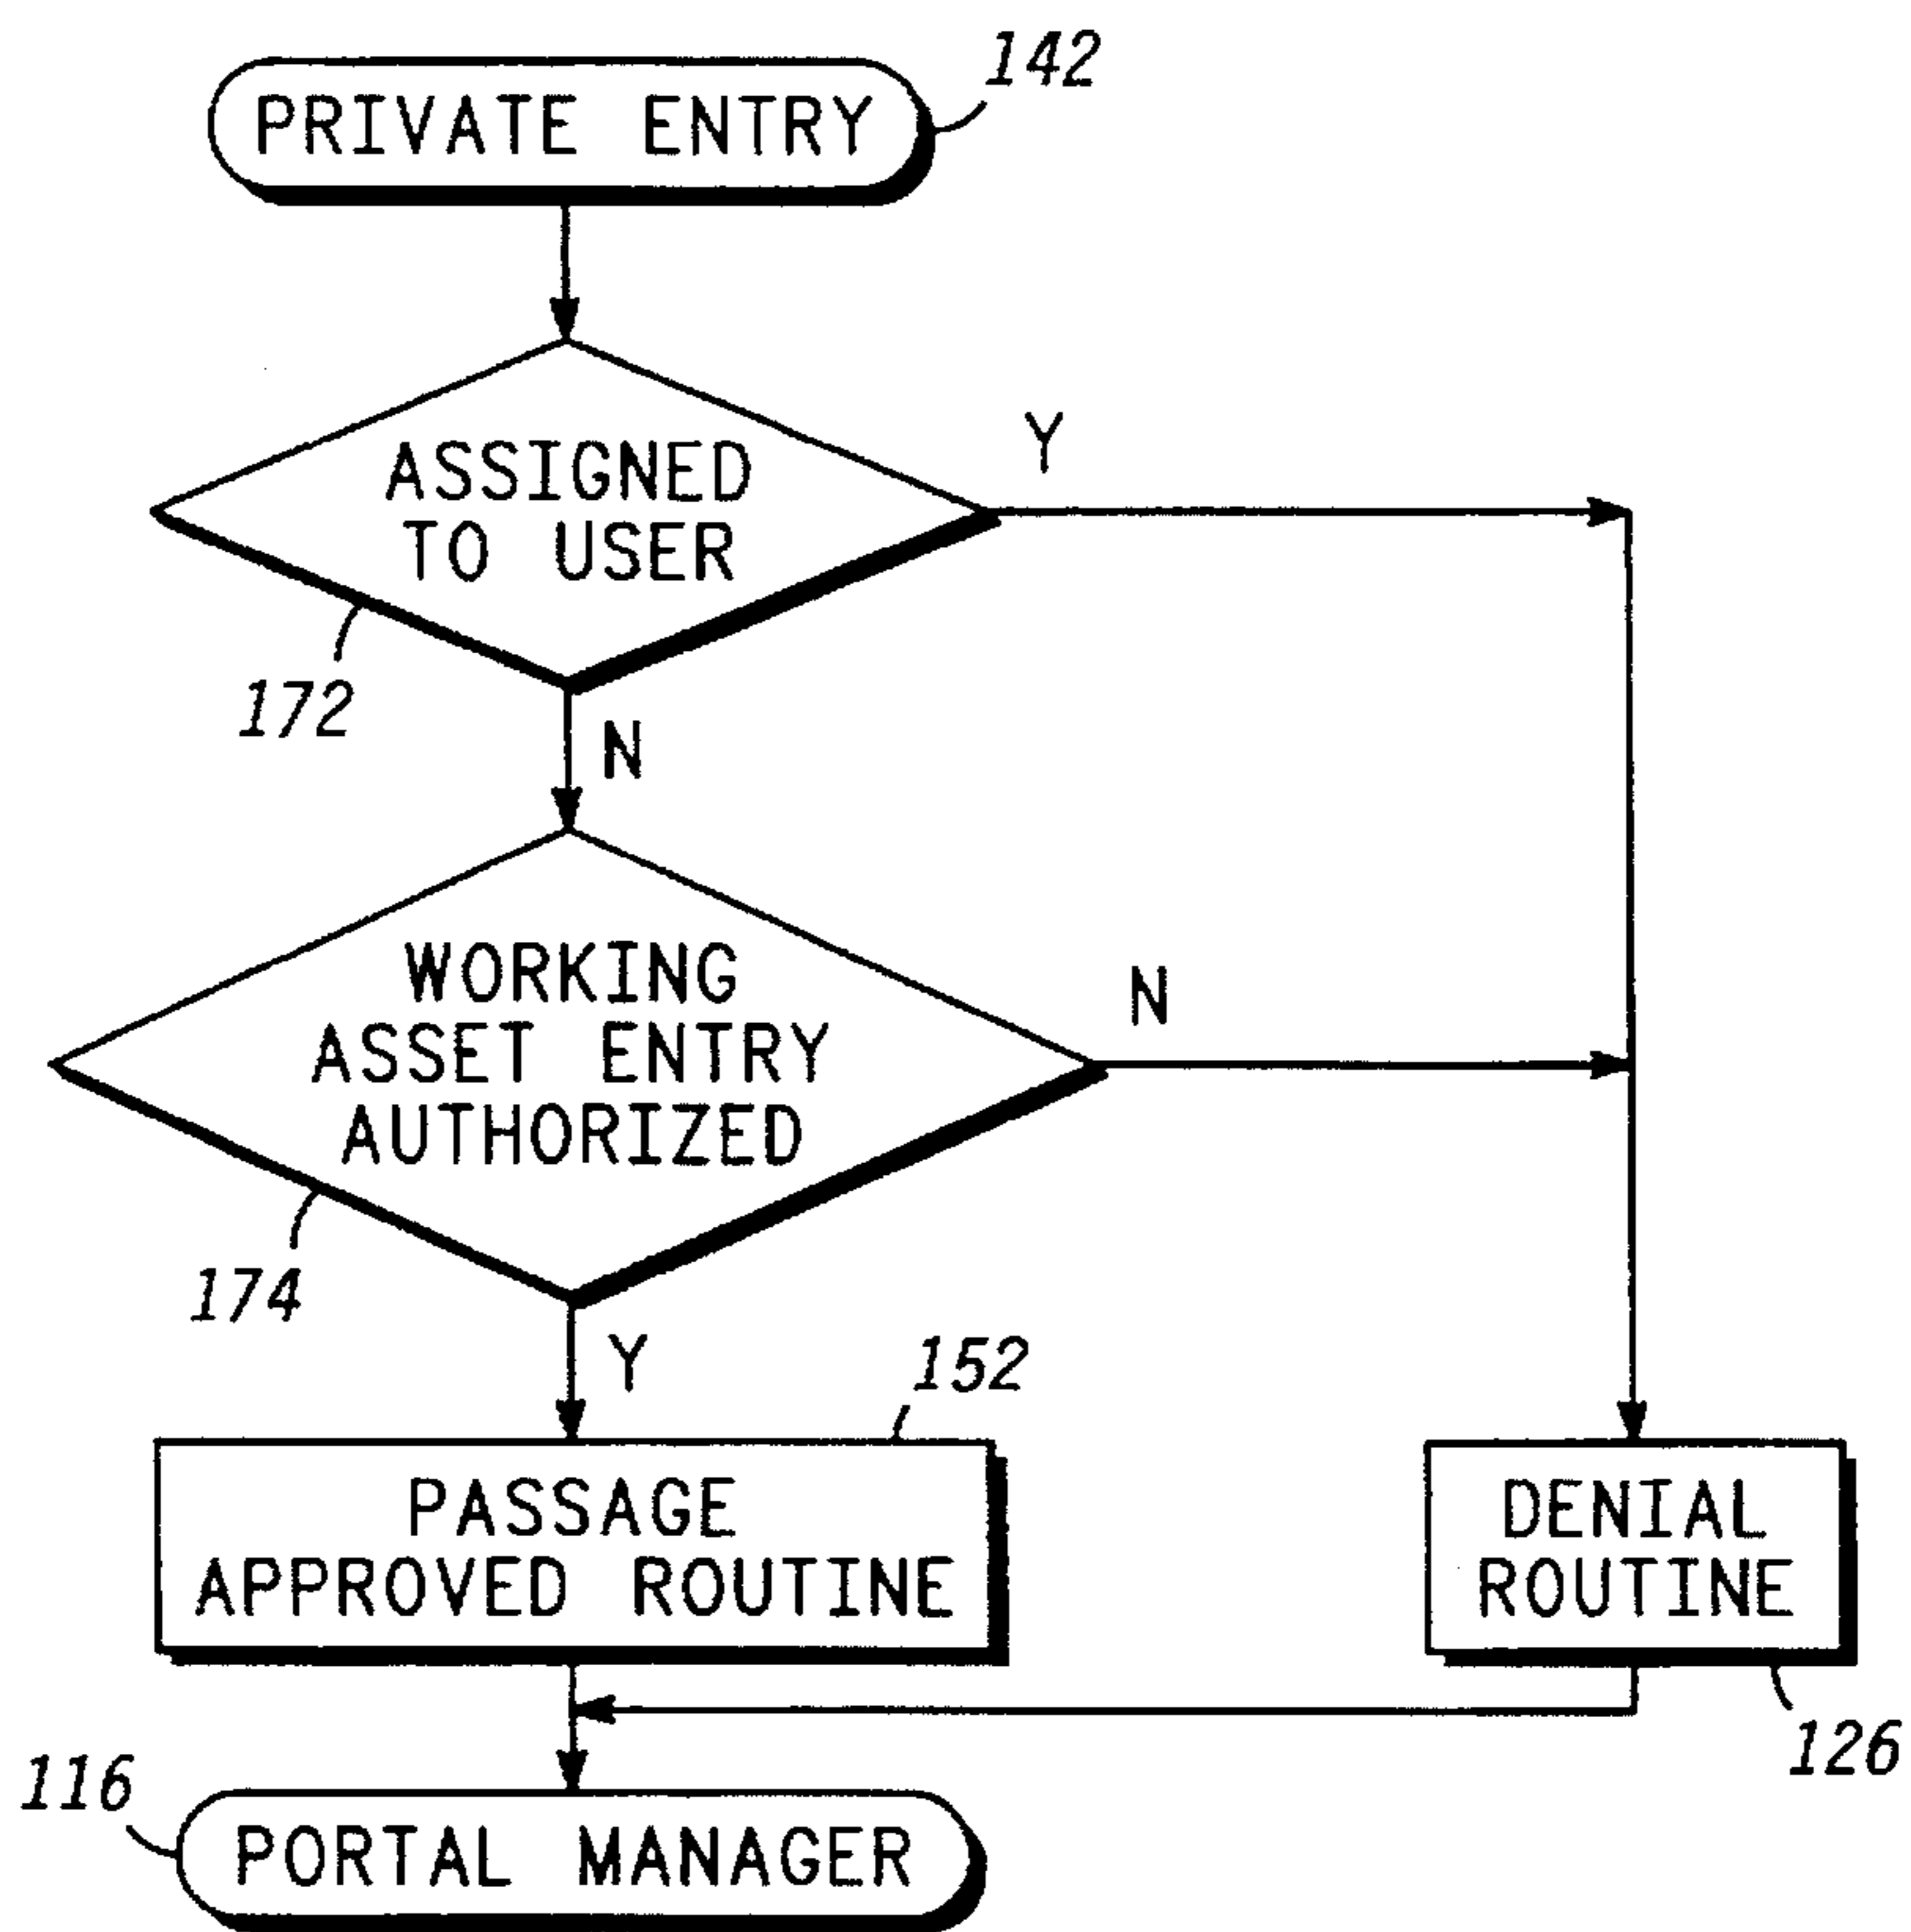 142
PRIVATE ENTRY
Y
ASSIGNED
TO USER
172
N
WORKING
ASSET ENTRY
AUTHORIZED
N
174
Y
152
PASSAGE
APPROVED ROUTINE
DENIAL
ROUTINE
126
116
PORTAL MANAGER